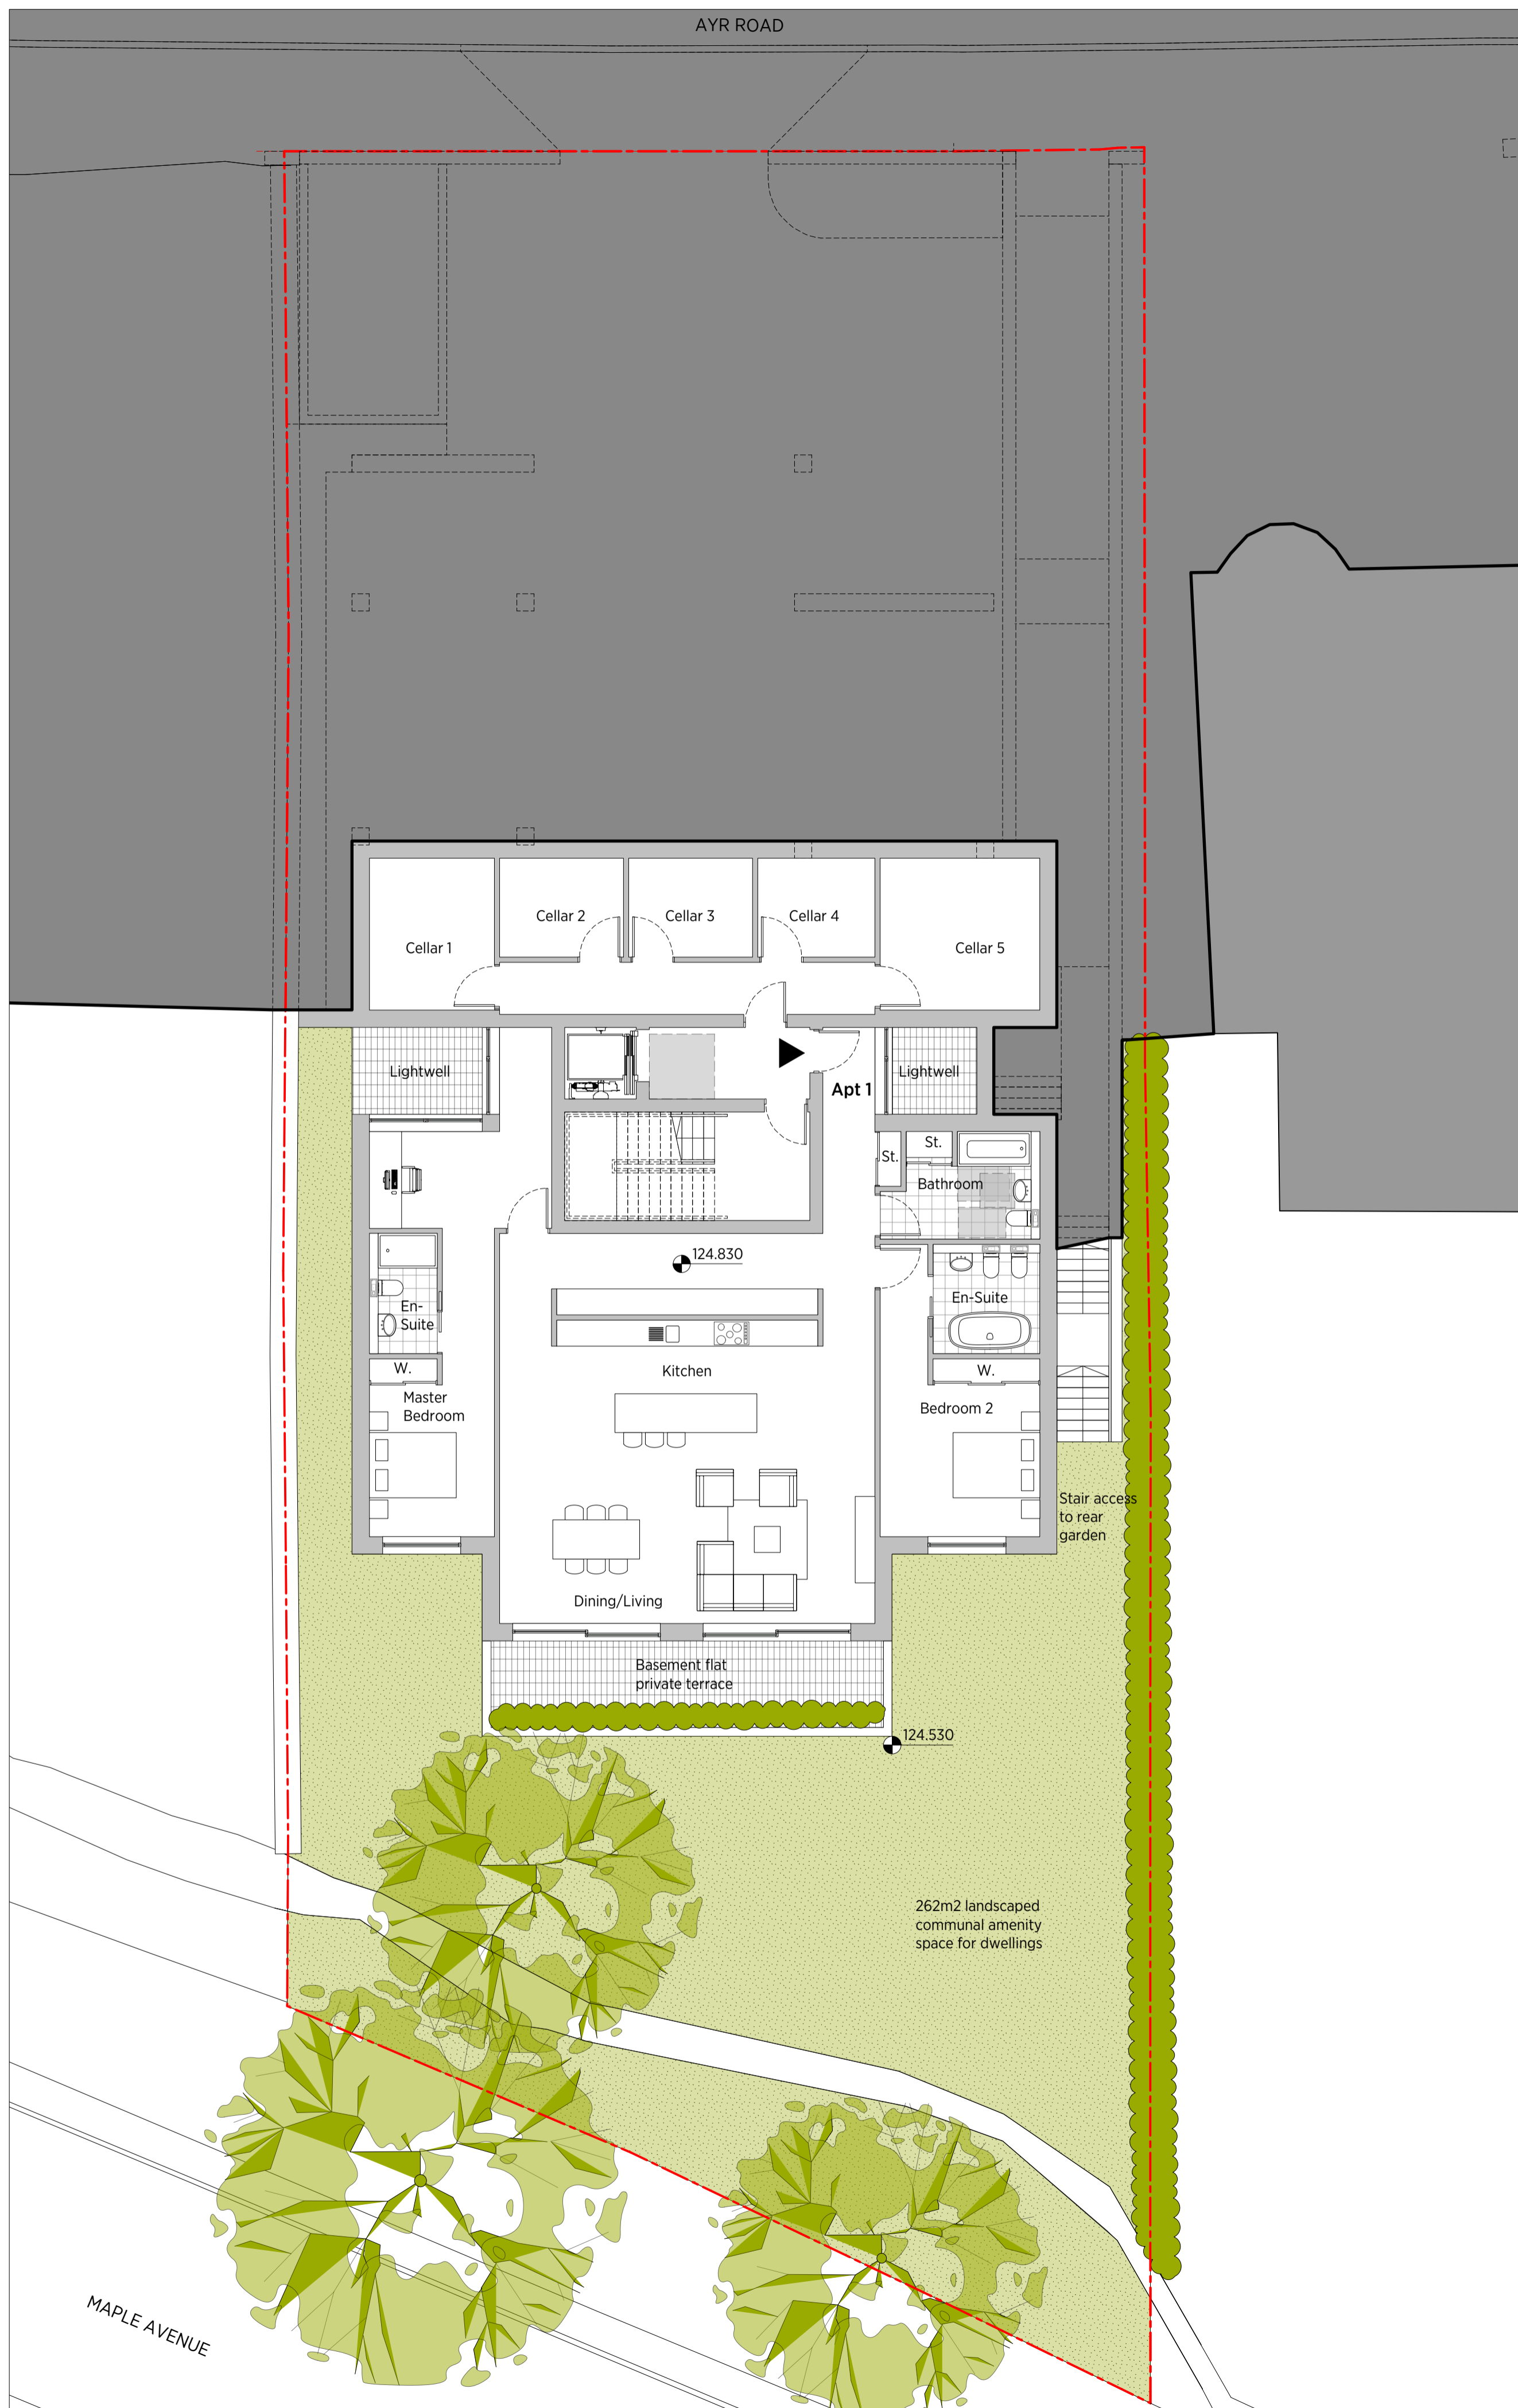 AYR ROAD
Cellar 2
Cellar 3
Cellar 4
Cellar 1
Cellar 5
Lightwell
Lightwell
Apt 1
St.
St.
Bathroom
124.830
En-
Suite
En-Suite
W.
Kitchen
W.
Master
Bedroom
Bedroom 2
Stair access
to rear
garden
Dining/Living
Basement flat
private terrace
124.530
262m2 landscaped
communal amenity
space for dwellings
MAPLE AVENUE